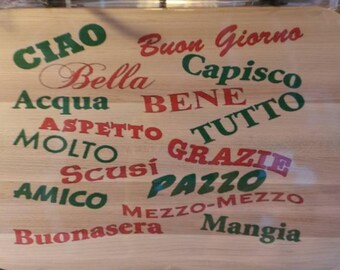 CIAO
Buon Giorno
Bella
Capisco
Acqua
BENE
TUTTO
ASPETTO
MOLTO
GRAZIE
SCUSI
PAZZO
AMICO
MEZZO-MEZZO
Buonasera
Mangia